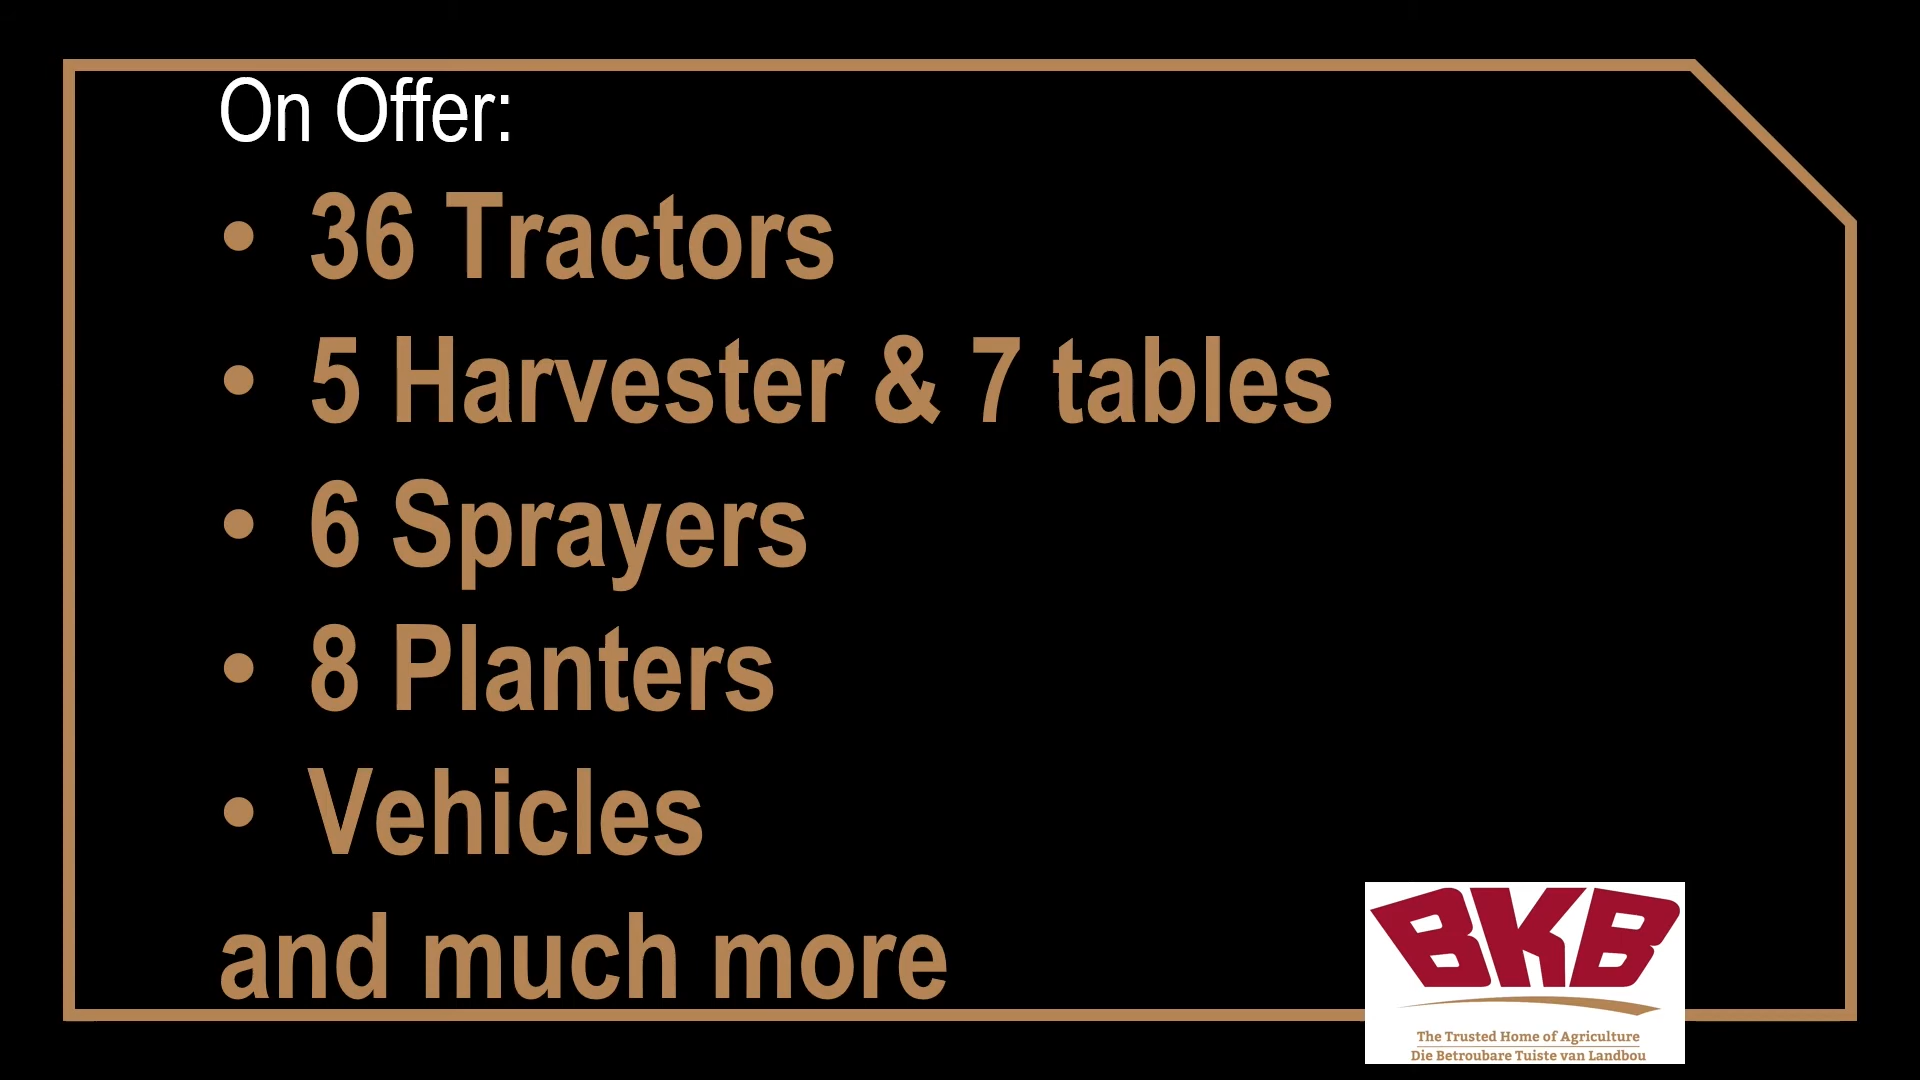 On Offer:
• 36 Tractors
• 5 Harvester & 7 tables
• 6 Sprayers
• 8 Planters
• Vehicles
and much more
BKB
The Trusted Home of Agriculture
Die Betroubare Tuiste van Landbou